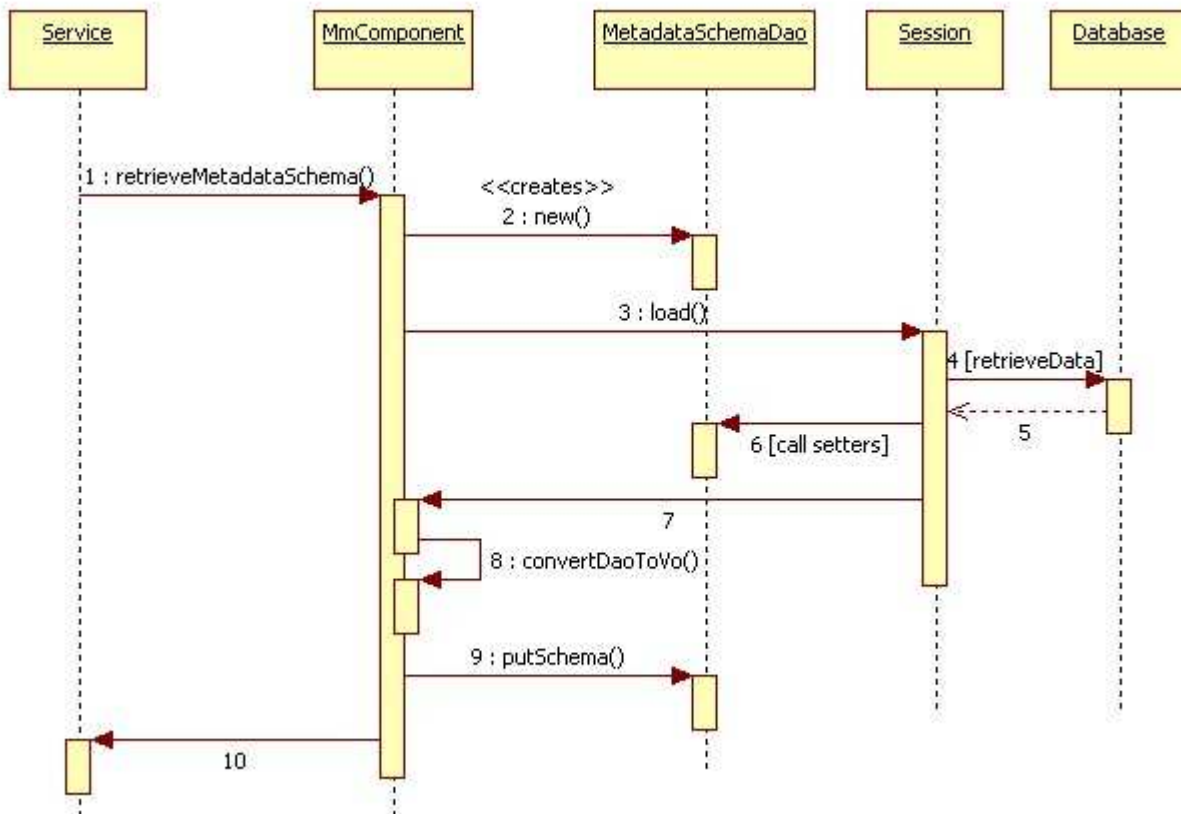 Service
MmComponent
MetadataSchemaDao
Session
Database
1 : retrieveMetadataSchema()
<<creates>>
2 : new()
3 : load()
4 [retrieveData]
5
6 [call setters]
7
8 : convertDaoToVo()
9 : putSchema()
10